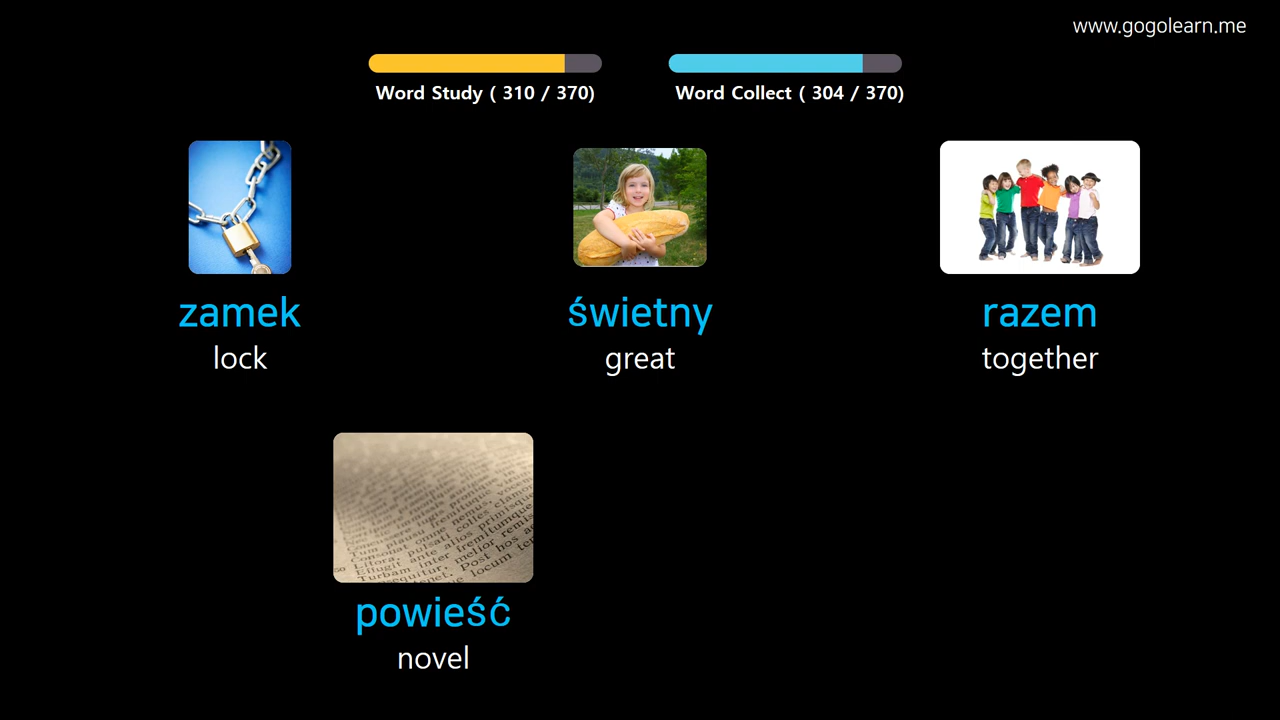 www.gogolearn.me
Word Study ( 310 / 370)
Word Collect ( 304 / 370)
zamek
lock
świetny
great
razem
together
powieść
novel